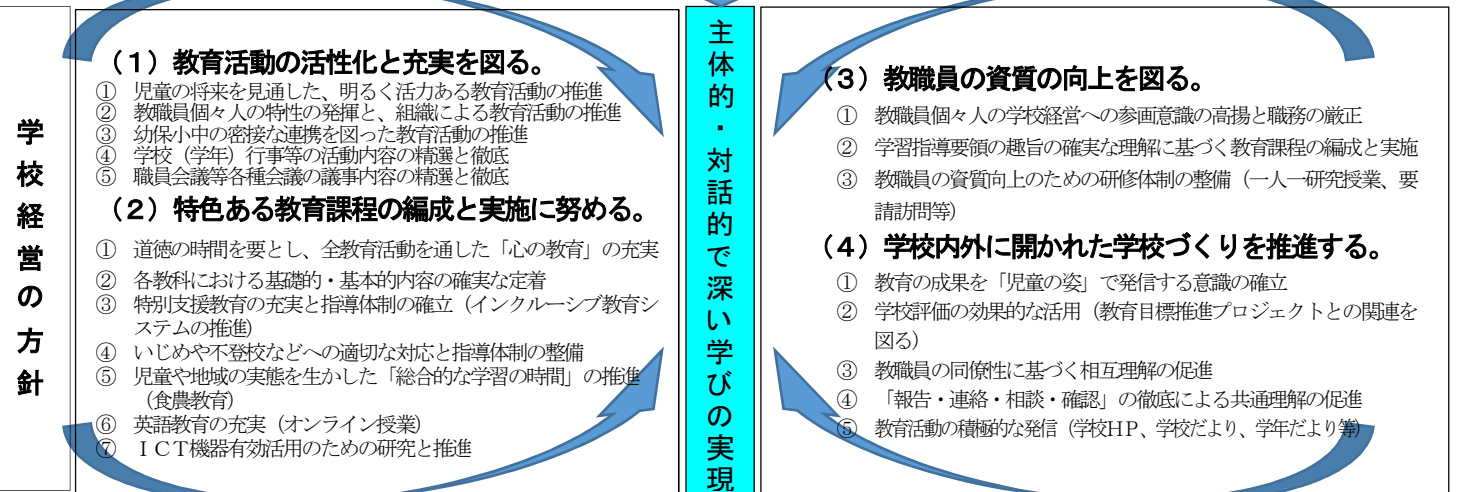 学校経営の方針
（１）教育活動の活性化と充実を図る。
① 児童の将来を見通した、明るく活力ある教育活動の推進
② 教職員個々人の特性の発揮と、組織による教育活動の推進
③ 幼保小中の密接な連携を図った教育活動の推進
④ 学校（学年）行事等の活動内容の精選と徹底
⑤ 職員会議等各種会議の議事内容の精選と徹底
（２）特色ある教育課程の編成と実施に努める。
① 道徳の時間を要とし、全教育活動を通した「心の教育」の充実
② 各教科における基礎的・基本的内容の確実な定着
③ 特別支援教育の充実と指導体制の確立（インクルーシブ教育シ
ステムの推進）
④ いじめや不登校などへの適切な対応と指導体制の整備
⑤ 児童や地域の実態を生かした「総合的な学習の時間」の推進
（食農教育）
⑥ 英語教育の充実（オンライン授業）
⑦ ＩＣＴ機器有効活用のための研究と推進
主体的・対話的で深い学びの実現
（３）教職員の資質の向上を図る。
① 教職員個々人の学校経営への参画意識の高揚と職務の厳正
② 学習指導要領の趣旨の確実な理解に基づく教育課程の編成と実施
③ 教職員の資質向上のための研修体制の整備（一人一研究授業、要
請訪問等）
（４）学校内外に開かれた学校づくりを推進する。
① 教育の成果を「児童の姿」で発信する意識の確立
② 学校評価の効果的な活用（教育目標推進プロジェクトとの関連を
図る）
③ 教職員の同僚性に基づく相互理解の促進
④ 「報告・連絡・相談・確認」の徹底による共通理解の促進
⑤ 教育活動の積極的な発信（学校ＨＰ、学校だより、学年だより等）